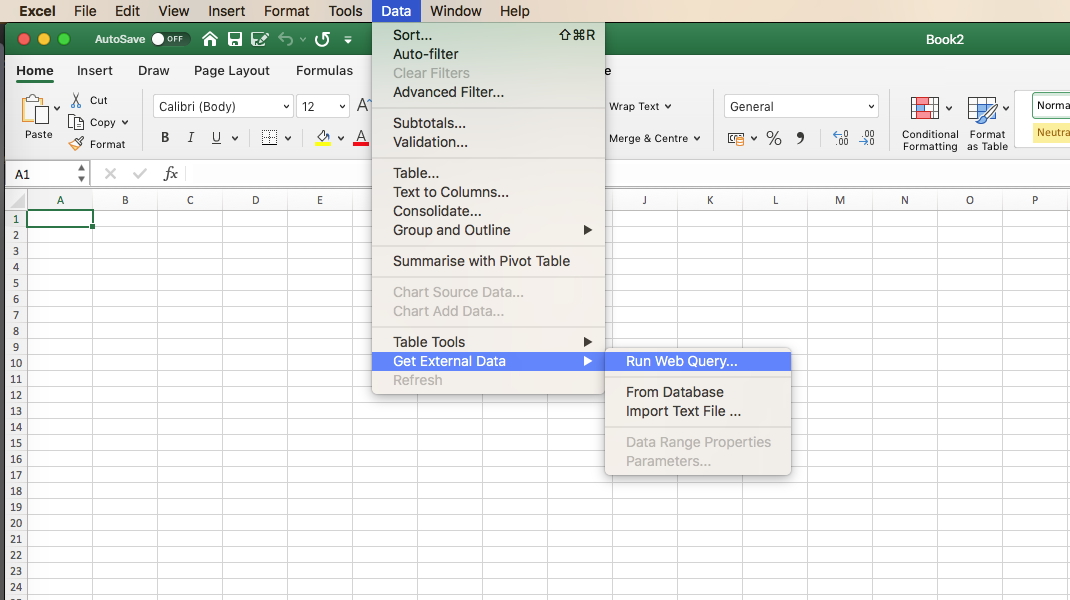 Excel File Edit View Insert Format Tools Data Window Help
AutoSave OFF Book2
Home Insert Draw Page Layout Formulas e
Paste
Cut
Copy
Format
Calibri (Body) 12 A^
B I U A
Wrap Text
Merge & Centre
General
% , .00 .00
Conditional Formatting
Format as Table
Norma
Neutra
A1 fx
A B C D E J K L M N O P
1
2
3
4
5
6
7
8
9
10
11
12
13
14
15
16
17
18
19
20
21
22
23
24
Sort... ⇧⌘R
Auto-filter
Clear Filters
Advanced Filter...
Subtotals...
Validation...
Table...
Text to Columns...
Consolidate...
Group and Outline
Summarise with Pivot Table
Chart Source Data...
Chart Add Data...
Table Tools
Get External Data
Refresh
Run Web Query...
From Database
Import Text File ...
Data Range Properties
Parameters...